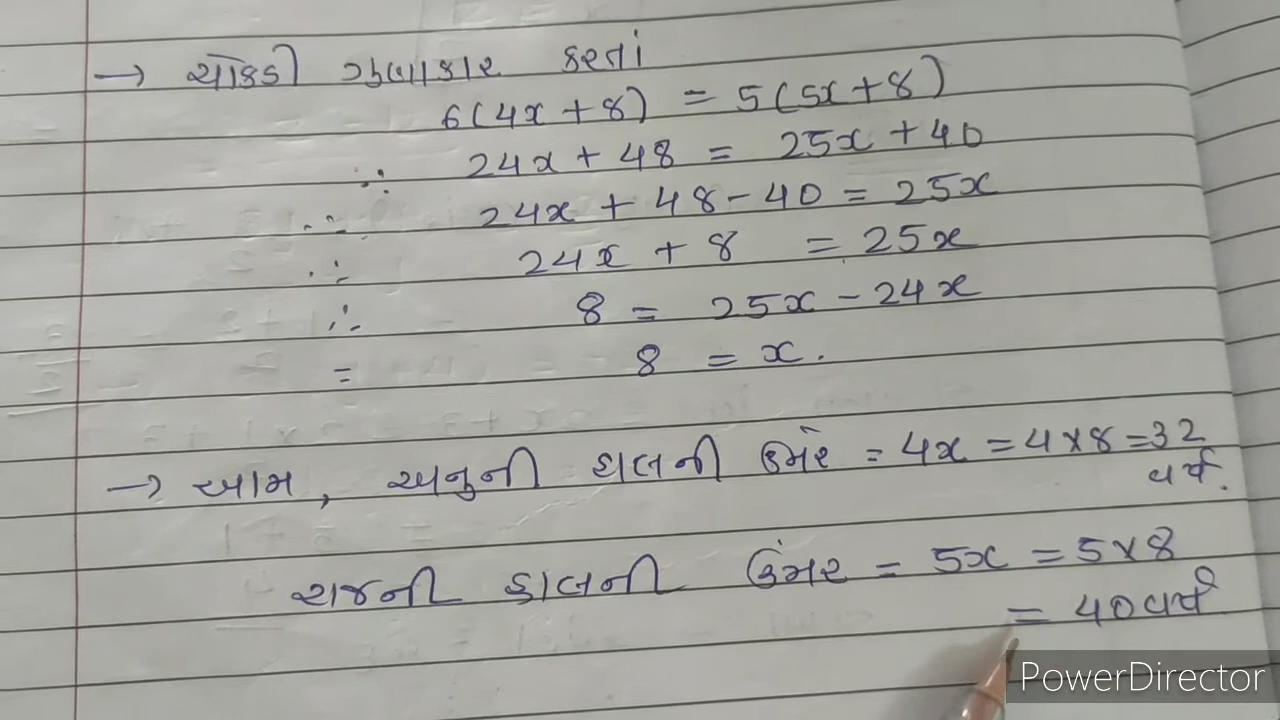 → ચોકડી ગુણાકાર કરતાં
6(4x + 8) = 5(5x + 8)
∴ 24x + 48 = 25x + 40
∴ 24x + 48 - 40 = 25x
∴ 24x + 8 = 25x
∴ 8 = 25x - 24x
= 8 = x.
→ આમ, અનુની હાલની ઉંમર = 4x = 4 × 8 = 32
વર્ષ.
રાજની હાલની ઉંમર = 5x = 5 × 8
= 40 વર્ષ
PowerDirector